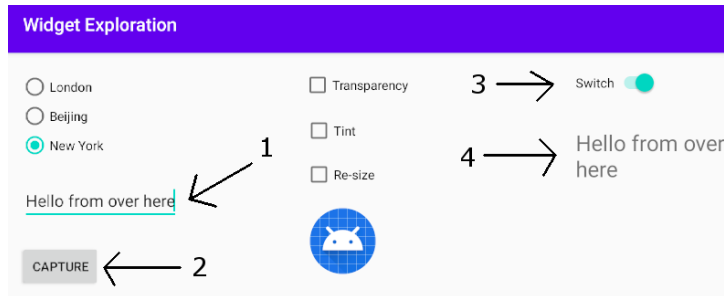 Widget Exploration
London
Beijing
New York
1
Hello from over here
CAPTURE
2
Transparency
Tint
Re-size
3
Switch
4
Hello from over
here